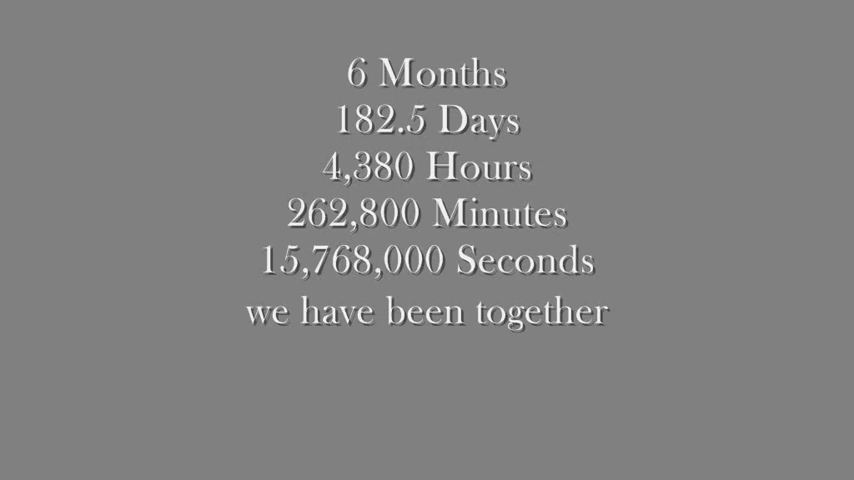 6 Months
182.5 Days
4,380 Hours
262,800 Minutes
15,768,000 Seconds
we have been together